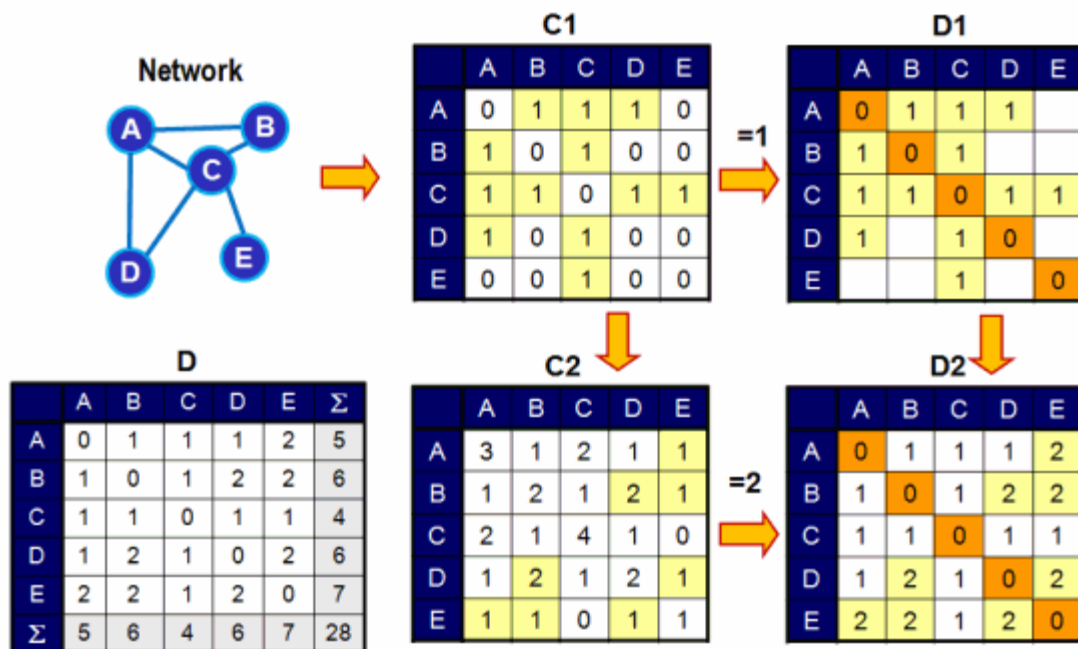 Network
A
B
C
D
E
C1
A B C D E
A 0 1 1 1 0
B 1 0 1 0 0
C 1 1 0 1 1
D 1 0 1 0 0
E 0 0 1 0 0
=1
D1
A B C D E
A 0 1 1 1
B 1 0 1
C 1 1 0 1 1
D 1 1 0
E 1 0
D
A B C D E Σ
A 0 1 1 1 2 5
B 1 0 1 2 2 6
C 1 1 0 1 1 4
D 1 2 1 0 2 6
E 2 2 1 2 0 7
Σ 5 6 4 6 7 28
C2
A B C D E
A 3 1 2 1 1
B 1 2 1 2 1
C 2 1 4 1 0
D 1 2 1 2 1
E 1 1 0 1 1
=2
D2
A B C D E
A 0 1 1 1 2
B 1 0 1 2 2
C 1 1 0 1 1
D 1 2 1 0 2
E 2 2 1 2 0